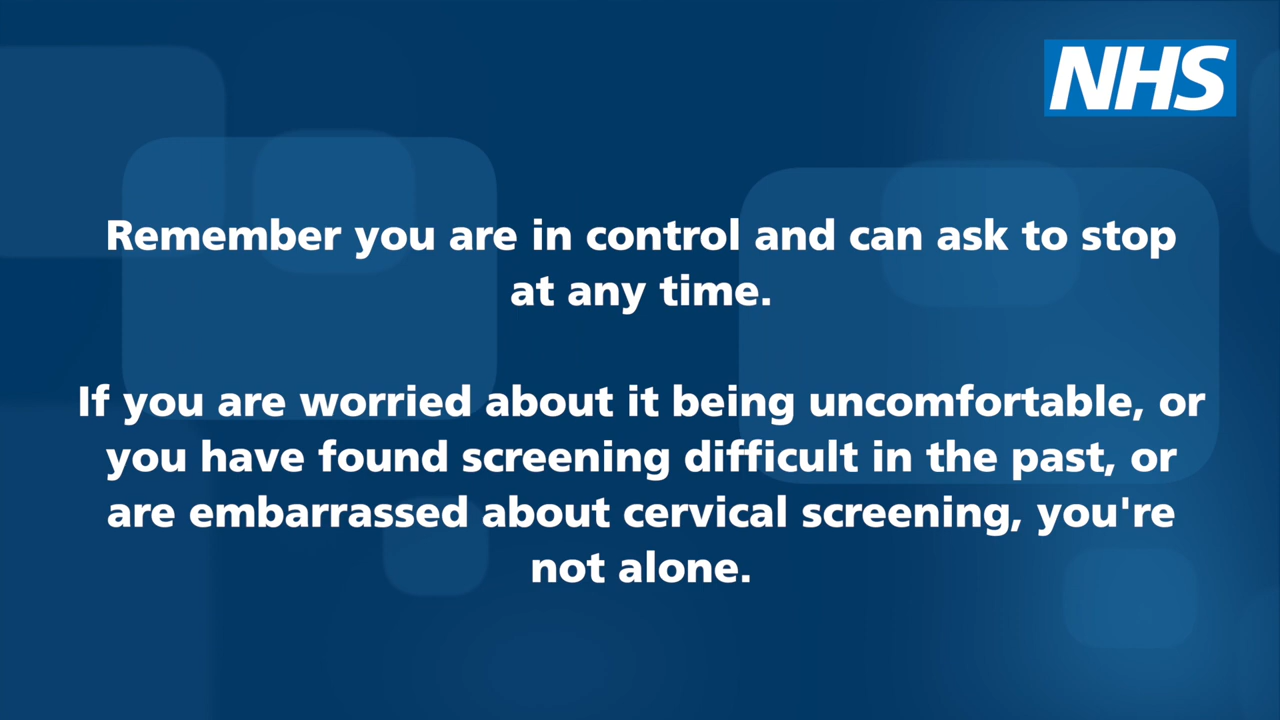 NHS
Remember you are in control and can ask to stop
at any time.
If you are worried about it being uncomfortable, or
you have found screening difficult in the past, or
are embarrassed about cervical screening, you're
not alone.